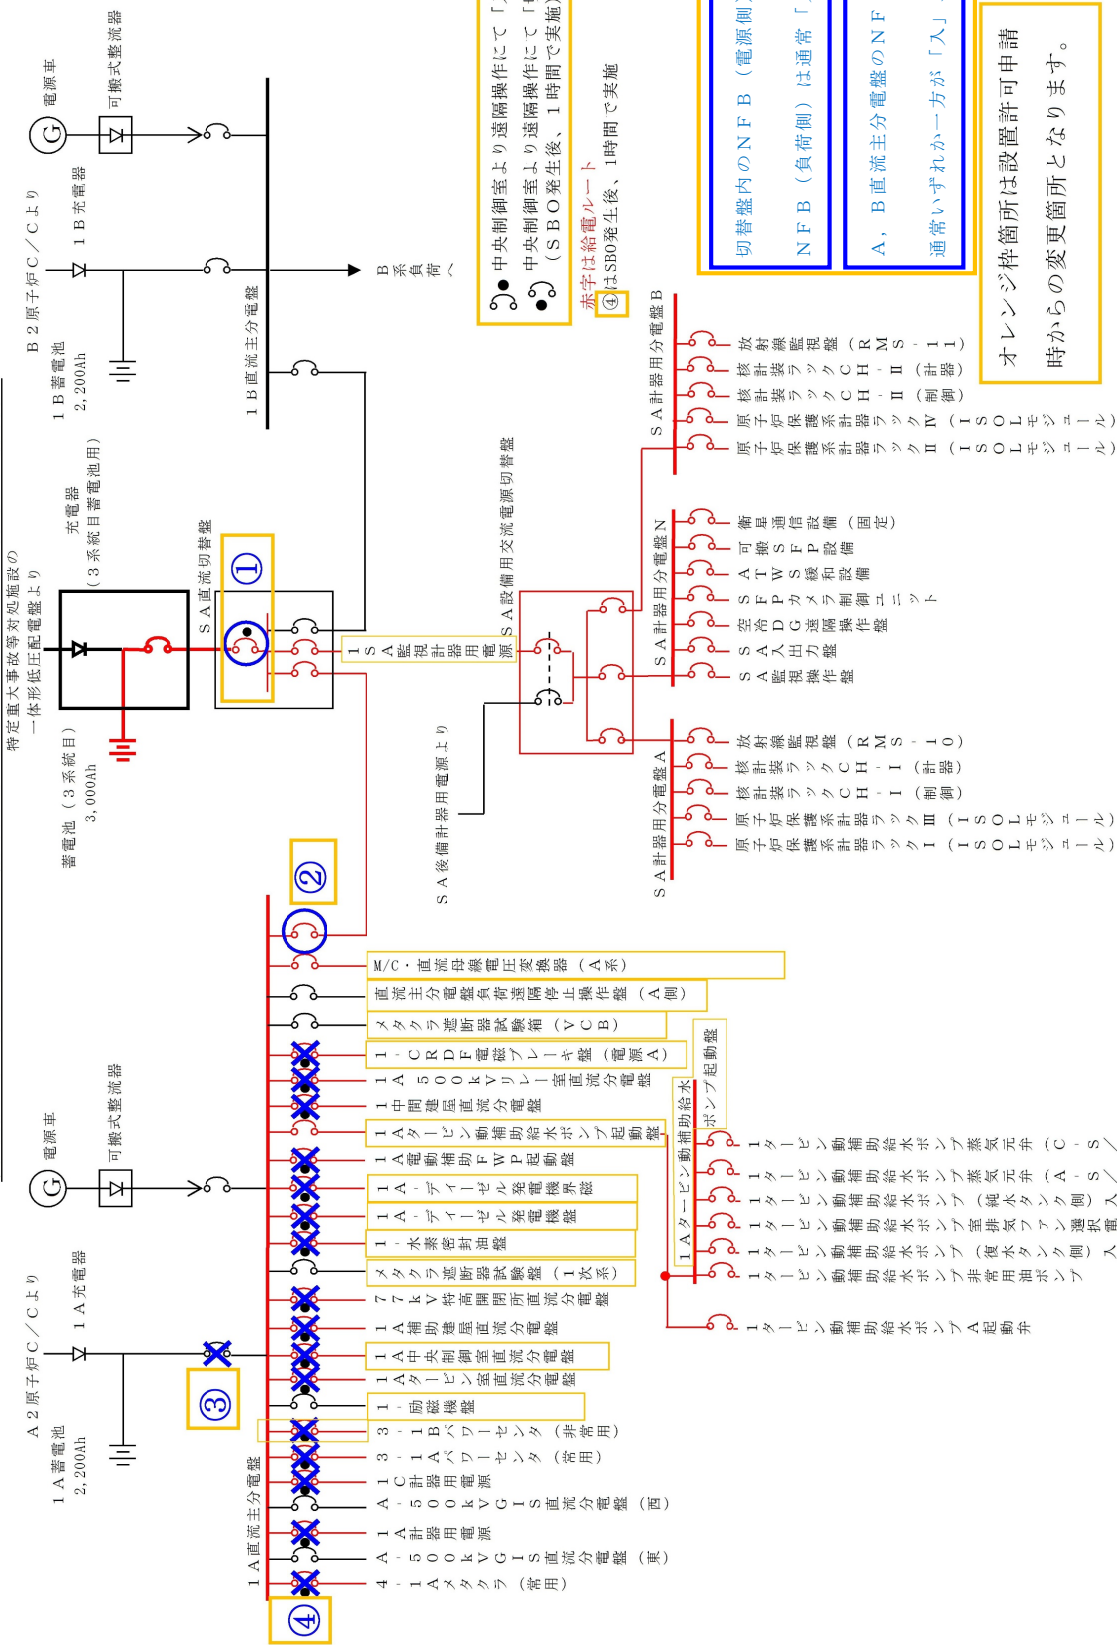 特定重大事故等対処施設の
一体形低圧配電盤より
A2原子炉C/Cより
1A蓄電池
2,200Ah
1A充電器
③
電源車
G
可搬式整流器
蓄電池(3系統目)
3,000Ah
充電器
(3系統目蓄電池用)
SA直流切替盤
①
B2原子炉C/Cより
1B蓄電池
2,200Ah
1B充電器
電源車
G
可搬式整流器
1A直流主分電盤
②
④
1B直流主分電盤
B系
負荷へ
4-1Aメタクラ(常用)
A-500kVGIS直流分電盤(東)
1A計器用電源
A-500kVGIS直流分電盤(西)
1C計器用電源
3-1Aパワーセンタ(常用)
3-1Bパワーセンタ(非常用)
1-励磁機盤
1Aタービン室直流分電盤
1A中央制御室直流分電盤
1A補助建屋直流分電盤
77kV特高開閉所直流分電盤
メタクラ遮断器試験盤(1次系)
1-水素密封油盤
1A-ディーゼル発電機盤
1A-ディーゼル発電機界磁
1A電動補助FWP起動盤
1Aタービン動補助給水ポンプ起動盤
1中間建屋直流分電盤
1A 500kVリレー室直流分電盤
1-CRDF電磁ブレーキ盤(電源A)
メタクラ遮断器試験箱(VCB)
直流主分電盤負荷遠隔停止操作盤(A側)
M/C・直流母線電圧変換器(A系)
1SA監視計器用電源
SA後備計器用電源より
SA設備用交流電源切替盤
1Aタービン動補助給水
ポンプ起動盤
1タービン動補助給水ポンプA起動弁
1タービン動補助給水ポンプ非常用油ポンプ
1タービン動補助給水ポンプ(復水タンク側)入
1タービン動補助給水ポンプ室排気ファン選択電
1タービン動補助給水ポンプ(純水タンク側)入
1タービン動補助給水ポンプ蒸気元弁(A-S/
1タービン動補助給水ポンプ蒸気元弁(C-S/
SA計器用分電盤A
原子炉保護系計器ラックⅠ(ISOLモジュール)
原子炉保護系計器ラックⅢ(ISOLモジュール)
核計装ラックCH-Ⅰ(制御)
核計装ラックCH-Ⅰ(計器)
放射線監視盤(RMS-10)
SA計器用分電盤N
SA監視操作盤
SA入出力盤
空冷DG遠隔操作盤
SFPカメラ制御ユニット
ATWS緩和設備
可搬SFP設備
衛星通信設備(固定)
SA計器用分電盤B
原子炉保護系計器ラックⅡ(ISOLモジュール)
原子炉保護系計器ラックⅣ(ISOLモジュール)
核計装ラックCH-Ⅱ(制御)
核計装ラックCH-Ⅱ(計器)
放射線監視盤(RMS-11)
中央制御室より遠隔操作にて「
中央制御室より遠隔操作にて「
(SBO発生後、1時間で実施)
赤字は給電ルート
④はSBO発生後、1時間で実施
切替盤内のNFB(電源側)
NFB(負荷側)は通常「
A,B直流主分電盤のNF
通常いずれか一方が「入」
オレンジ枠箇所は設置許可申請
時からの変更箇所となります。